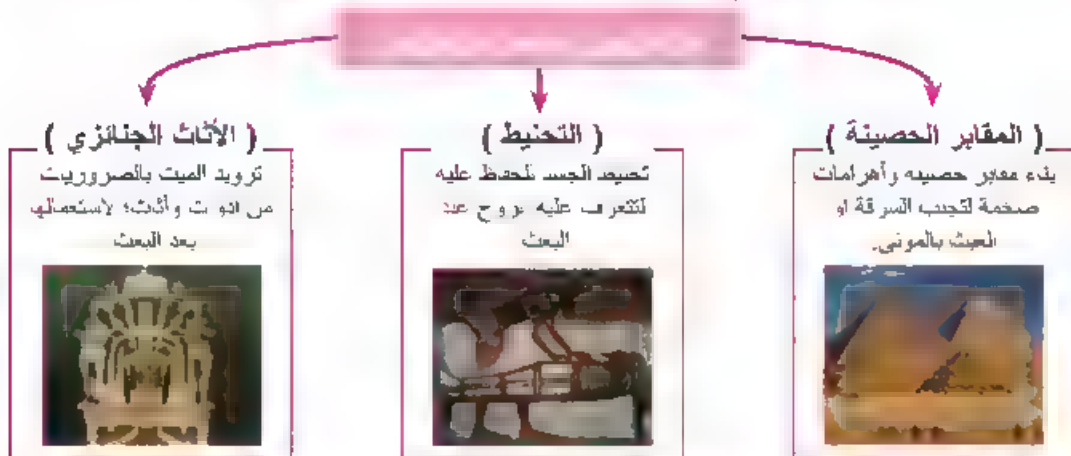 ( المقابر الحصينة )
بناء مقابر حصينة وأهرامات
ضخمة لتجنب السرقة أو
العبث بالموتى.
( التحنيط )
تحنيط الجسد للحفاظ عليه
لتتعرف عليه الروح عند
البعث
( الأثاث الجنائزي )
تزويد الميت بالضروريات
من أدوات وأثاث؛ لاستعمالها
بعد البعث